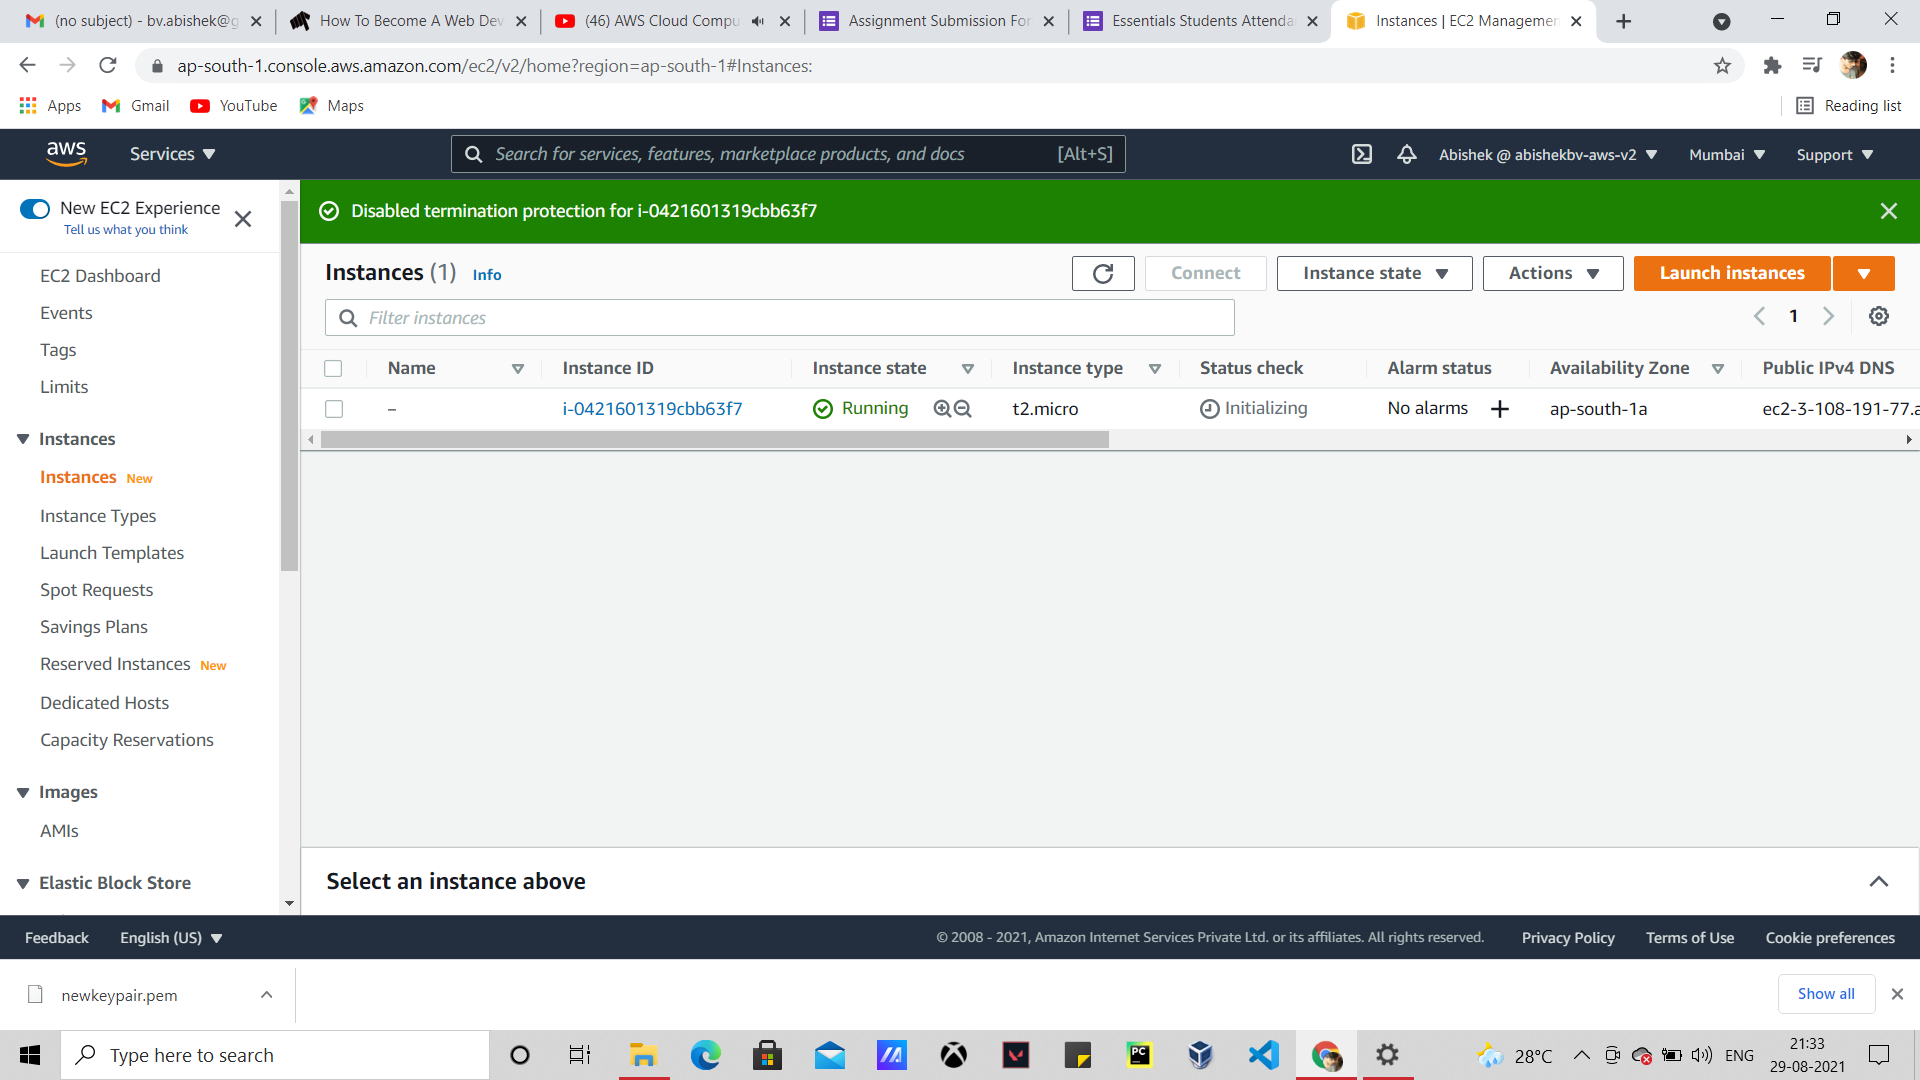 (no subject) - bv.abishek@g
How To Become A Web Dev
(46) AWS Cloud Compu
Assignment Submission For
Essentials Students Attenda
Instances | EC2 Managemen
ap-south-1.console.aws.amazon.com/ec2/v2/home?region=ap-south-1#Instances:
Apps
Gmail
YouTube
Maps
Reading list
aws
Services
Search for services, features, marketplace products, and docs
[Alt+S]
Abishek @ abishekbv-aws-v2
Mumbai
Support
New EC2 Experience
Tell us what you think
EC2 Dashboard
Events
Tags
Limits
Instances
Instances New
Instance Types
Launch Templates
Spot Requests
Savings Plans
Reserved Instances New
Dedicated Hosts
Capacity Reservations
Images
AMIs
Elastic Block Store
Disabled termination protection for i-0421601319cbb63f7
Instances (1) Info
Connect
Instance state
Actions
Launch instances
Filter instances
1
Name
Instance ID
Instance state
Instance type
Status check
Alarm status
Availability Zone
Public IPv4 DNS
–
i-0421601319cbb63f7
Running
t2.micro
Initializing
No alarms
ap-south-1a
ec2-3-108-191-77.a
Select an instance above
Feedback
English (US)
© 2008 - 2021, Amazon Internet Services Private Ltd. or its affiliates. All rights reserved.
Privacy Policy
Terms of Use
Cookie preferences
newkeypair.pem
Show all
Type here to search
PC
28°C
ENG
21:33
29-08-2021